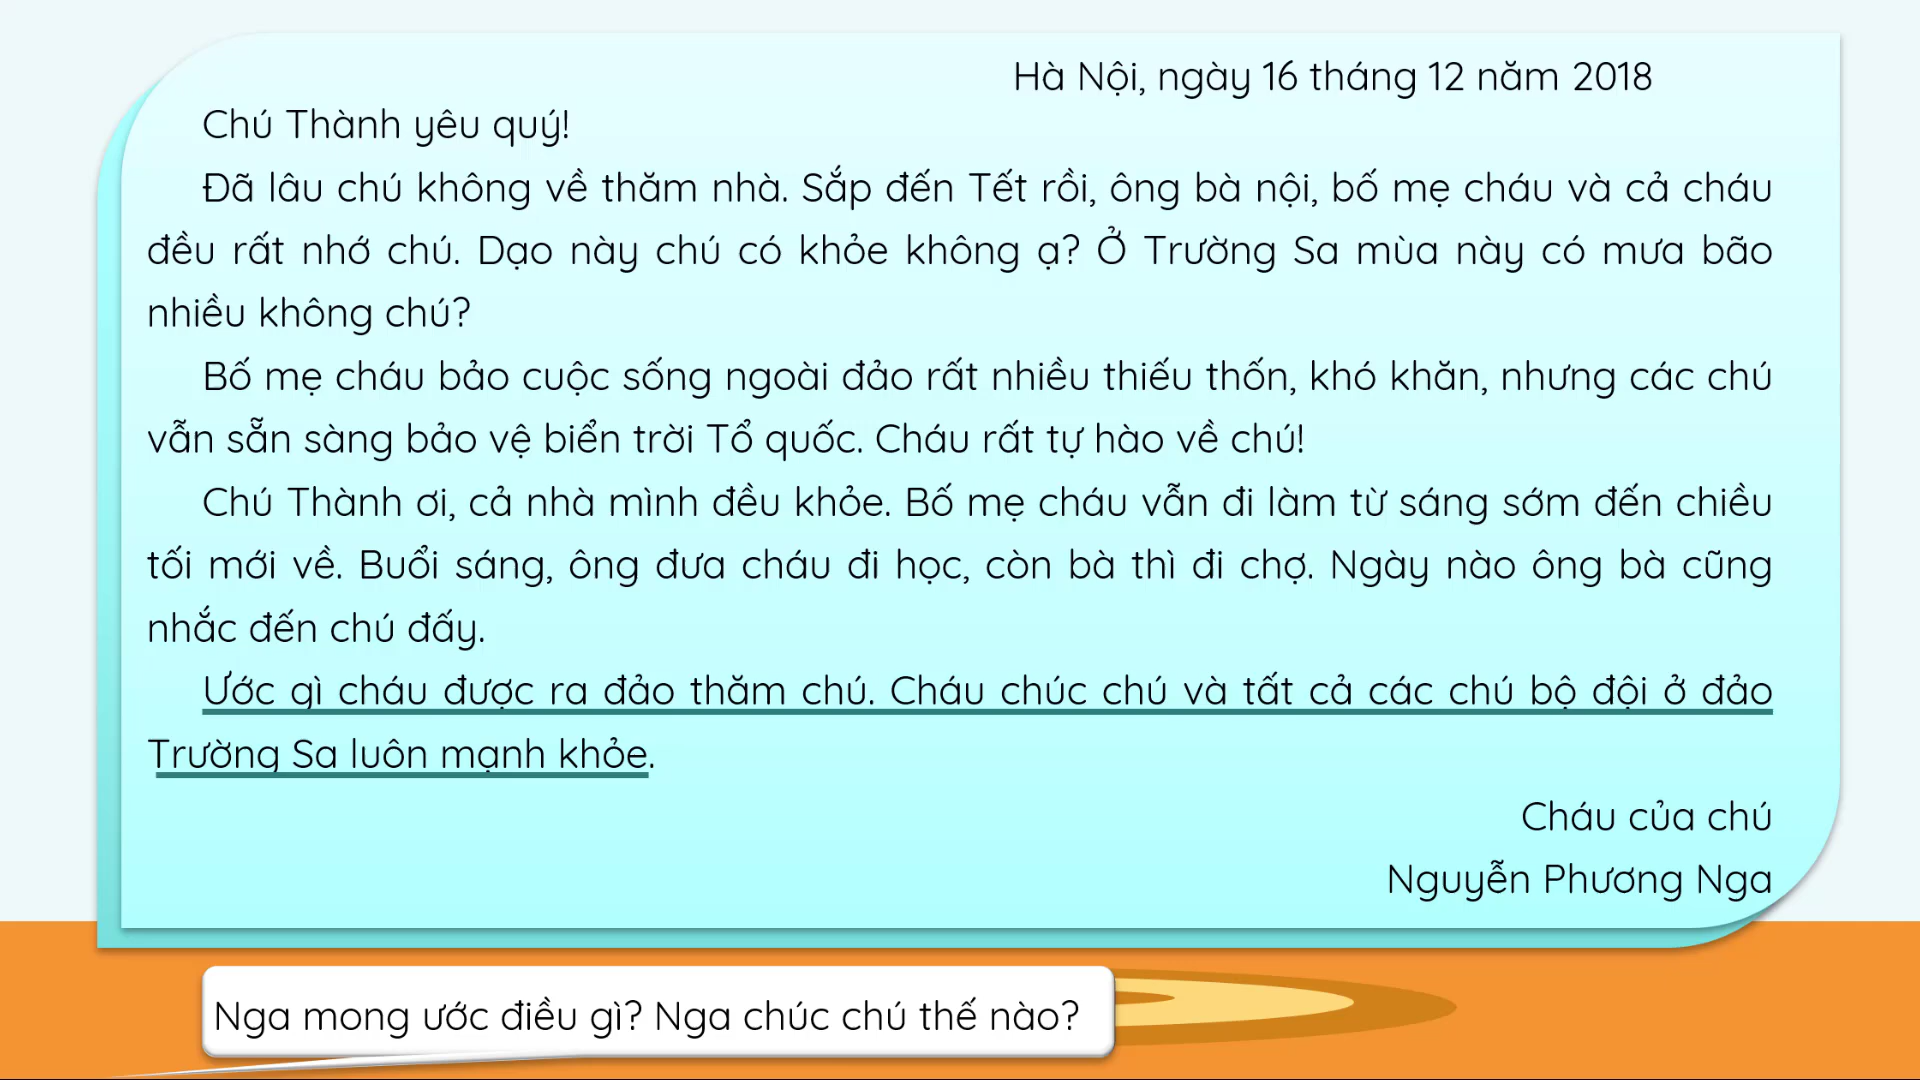 Hà Nội, ngày 16 tháng 12 năm 2018
Chú Thành yêu quý!
Đã lâu chú không về thăm nhà. Sắp đến Tết rồi, ông bà nội, bố mẹ cháu và cả cháu
đều rất nhớ chú. Dạo này chú có khỏe không ạ? Ở Trường Sa mùa này có mưa bão
nhiều không chú?
Bố mẹ cháu bảo cuộc sống ngoài đảo rất nhiều thiếu thốn, khó khăn, nhưng các chú
vẫn sẵn sàng bảo vệ biển trời Tổ quốc. Cháu rất tự hào về chú!
Chú Thành ơi, cả nhà mình đều khỏe. Bố mẹ cháu vẫn đi làm từ sáng sớm đến chiều
tối mới về. Buổi sáng, ông đưa cháu đi học, còn bà thì đi chợ. Ngày nào ông bà cũng
nhắc đến chú đấy.
Ước gì cháu được ra đảo thăm chú. Cháu chúc chú và tất cả các chú bộ đội ở đảo
Trường Sa luôn mạnh khỏe.
Cháu của chú
Nguyễn Phương Nga
Nga mong ước điều gì? Nga chúc chú thế nào?